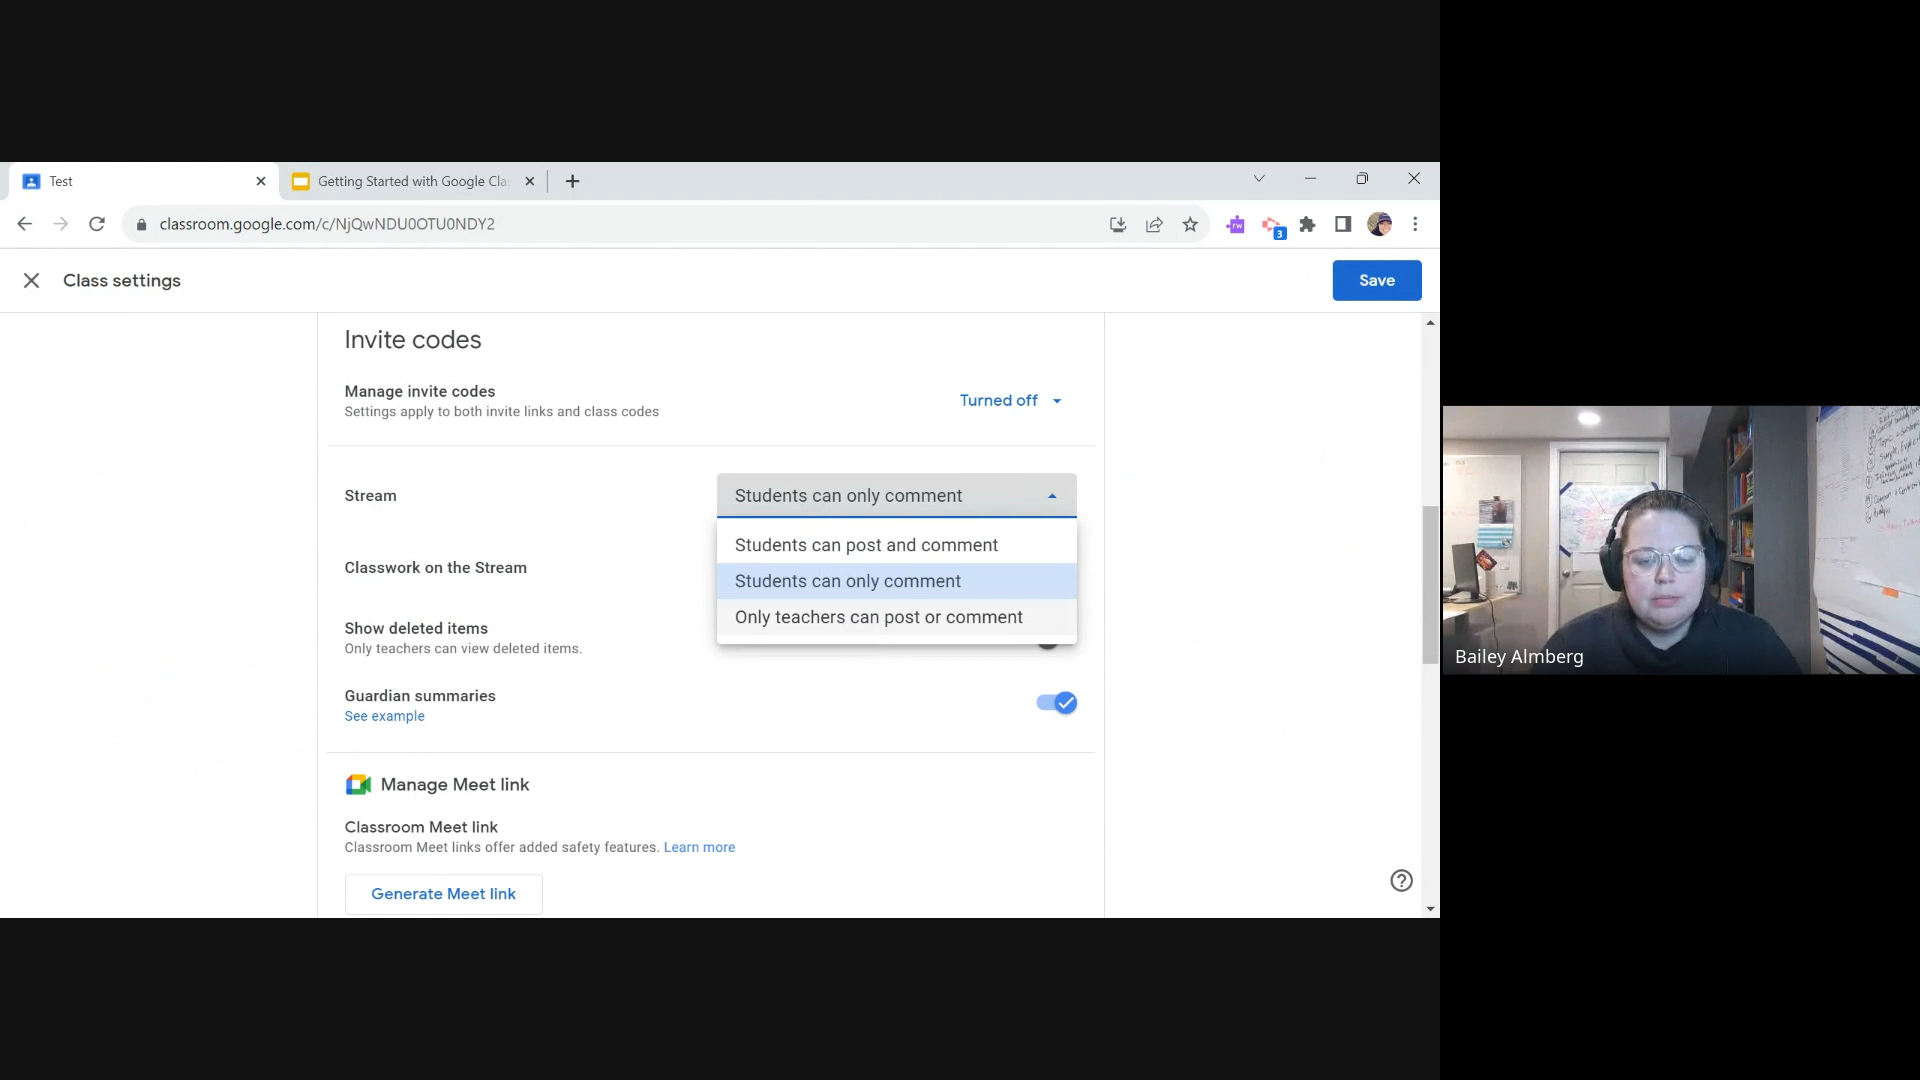 Test
Getting Started with Google Cla
classroom.google.com/c/NjQwNDU0OTU0NDY2
rw
3
Class settings
Save
Invite codes
Manage invite codes
Settings apply to both invite links and class codes
Turned off
Stream
Students can only comment
Students can post and comment
Students can only comment
Only teachers can post or comment
Classwork on the Stream
Show deleted items
Only teachers can view deleted items.
Guardian summaries
See example
Manage Meet link
Classroom Meet link
Classroom Meet links offer added safety features. Learn more
Generate Meet link
Bailey Almberg